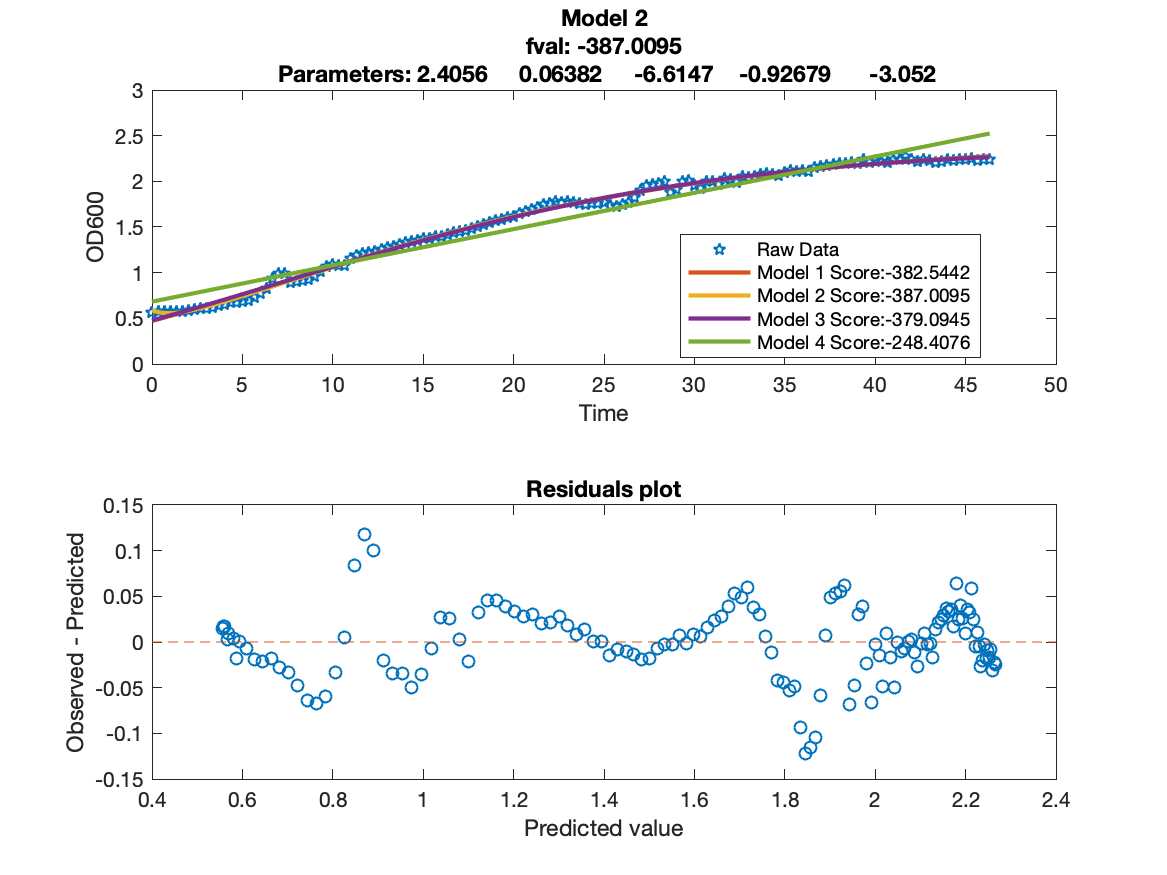 Model 2
fval: -387.0095
Parameters: 2.4056 0.06382 -6.6147 -0.92679 -3.052
3
2.5
2
1.5
1
0.5
0
OD600
Raw Data
Model 1 Score:-382.5442
Model 2 Score:-387.0095
Model 3 Score:-379.0945
Model 4 Score:-248.4076
0 5 10 15 20 25 30 35 40 45 50
Time
Residuals plot
0.15
0.1
0.05
0
-0.05
-0.1
-0.15
Observed - Predicted
0.4 0.6 0.8 1 1.2 1.4 1.6 1.8 2 2.2 2.4
Predicted value